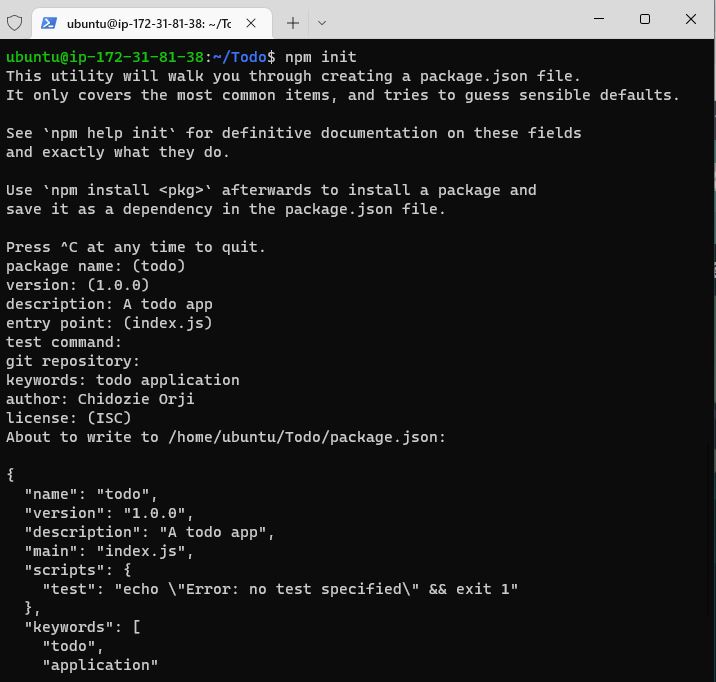 ubuntu@ip-172-31-81-38: ~/Tc
ubuntu@ip-172-31-81-38:~/Todo$ npm init
This utility will walk you through creating a package.json file.
It only covers the most common items, and tries to guess sensible defaults.

See `npm help init` for definitive documentation on these fields
and exactly what they do.

Use `npm install <pkg>` afterwards to install a package and
save it as a dependency in the package.json file.

Press ^C at any time to quit.
package name: (todo)
version: (1.0.0)
description: A todo app
entry point: (index.js)
test command:
git repository:
keywords: todo application
author: Chidozie Orji
license: (ISC)
About to write to /home/ubuntu/Todo/package.json:

{
  "name": "todo",
  "version": "1.0.0",
  "description": "A todo app",
  "main": "index.js",
  "scripts": {
    "test": "echo \"Error: no test specified\" && exit 1"
  },
  "keywords": [
    "todo",
    "application"